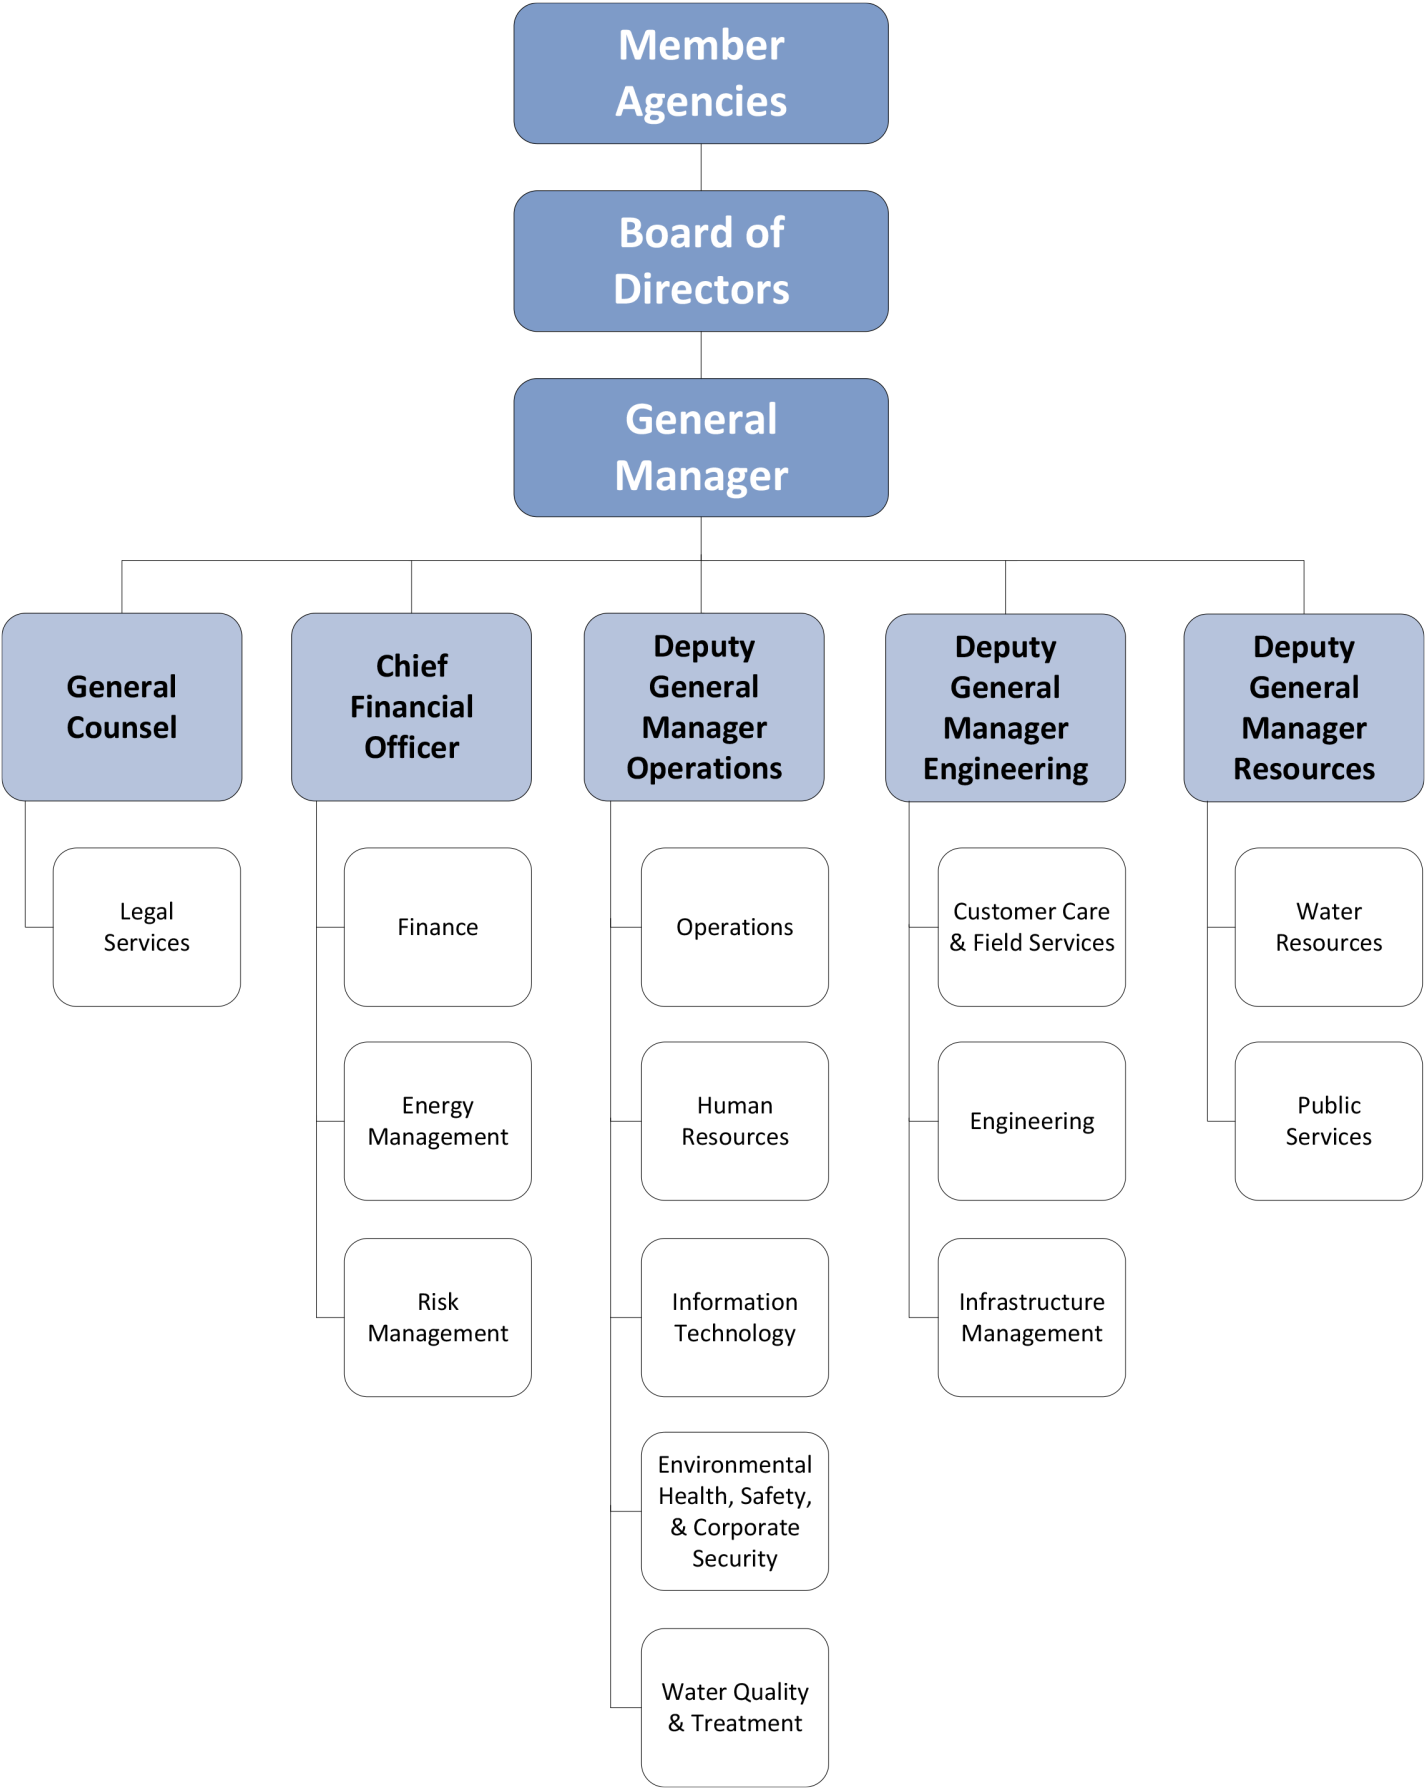 Member
Agencies
Board of
Directors
General
Manager
General
Counsel
Chief
Financial
Officer
Deputy
General
Manager
Operations
Deputy
General
Manager
Engineering
Deputy
General
Manager
Resources
Legal
Services
Finance
Energy
Management
Risk
Management
Operations
Human
Resources
Information
Technology
Environmental
Health, Safety,
& Corporate
Security
Water Quality
& Treatment
Customer Care
& Field Services
Engineering
Infrastructure
Management
Water
Resources
Public
Services